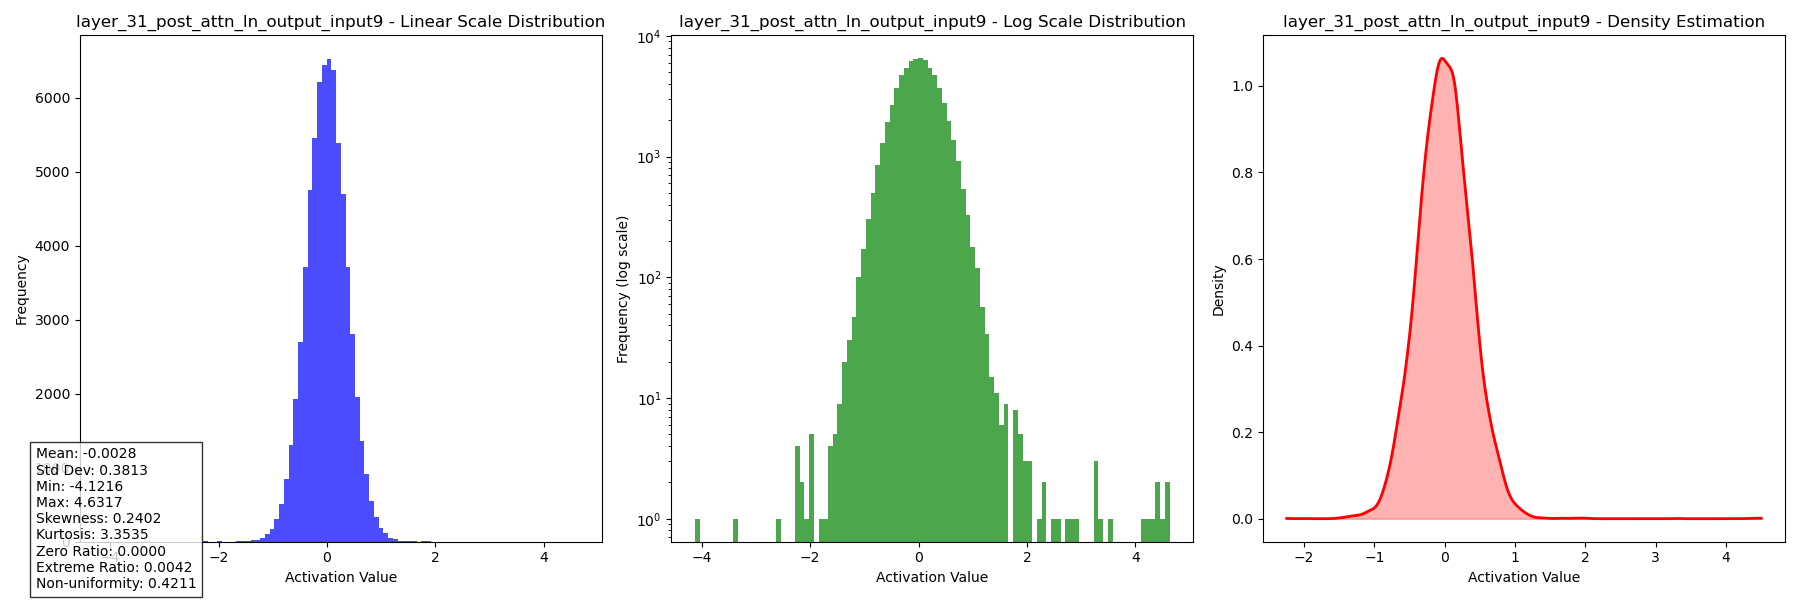 layer_31_post_attn_ln_output_input9 - Linear Scale Distribution
6000
5000
4000
3000
2000
Frequency
−2
0
2
4
Activation Value
Mean: -0.0028
Std Dev: 0.3813
Min: -4.1216
Max: 4.6317
Skewness: 0.2402
Kurtosis: 3.3535
Zero Ratio: 0.0000
Extreme Ratio: 0.0042
Non-uniformity: 0.4211
layer_31_post_attn_ln_output_input9 - Log Scale Distribution
10⁴
10³
10²
10¹
10⁰
Frequency (log scale)
−4
−2
0
2
4
Activation Value
layer_31_post_attn_ln_output_input9 - Density Estimation
1.0
0.8
0.6
0.4
0.2
0.0
Density
−2
−1
0
1
2
3
4
Activation Value